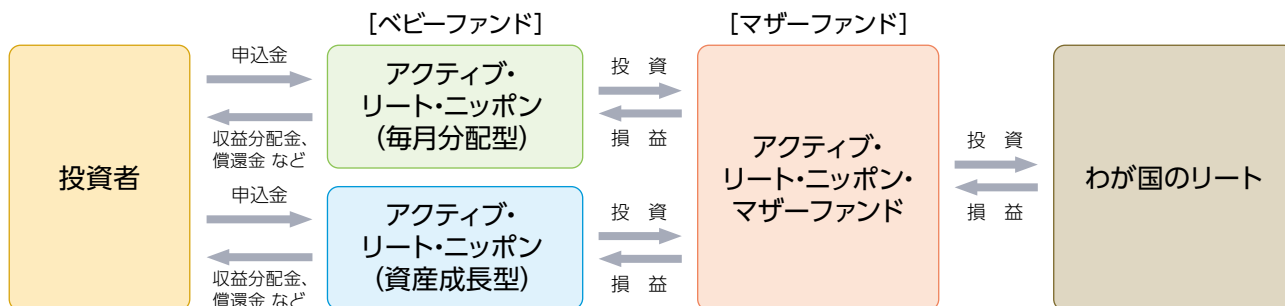 [ベビーファンド]
[マザーファンド]
投資者
申込金
収益分配金、
償還金 など
申込金
収益分配金、
償還金 など
アクティブ・
リート・ニッポン
(毎月分配型)
アクティブ・
リート・ニッポン
(資産成長型)
投 資
損 益
投 資
損 益
アクティブ・
リート・ニッポン・
マザーファンド
投 資
損 益
わが国のリート